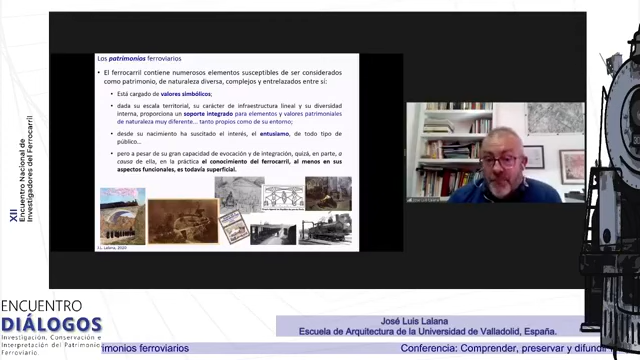 XII
Encuentro Nacional de
Investigadores del Ferrocarril
Los patrimonios ferroviarios
• El ferrocarril contiene numerosos elementos susceptibles de ser considerados
como patrimonio, de naturaleza diversa, complejos y entrelazados entre sí:
• Está cargado de valores simbólicos;
• dada su escala territorial, su carácter de infraestructura lineal y su diversidad
interna, proporciona un soporte integrado para elementos y valores patrimoniales
de naturaleza muy diferente... tanto propios como de su entorno;
• desde su nacimiento ha suscitado el interés, el entusiamo, de todo tipo de
público...
• pero a pesar de su gran capacidad de evocación y de integración, quizá, en parte, a
causa de ella, en la práctica el conocimiento del ferrocarril, al menos en sus
aspectos funcionales, es todavía superficial.
J.L. Lalana, 2020
ENCUENTRO
DIÁLOGOS
Investigación, Conservación e
Interpretación del Patrimonio
Ferroviario.
José Luis Lalana
Escuela de Arquitectura de la Universidad de Valladolid, España.
rimonios ferroviarios
Conferencia: Comprender, preservar y difundir